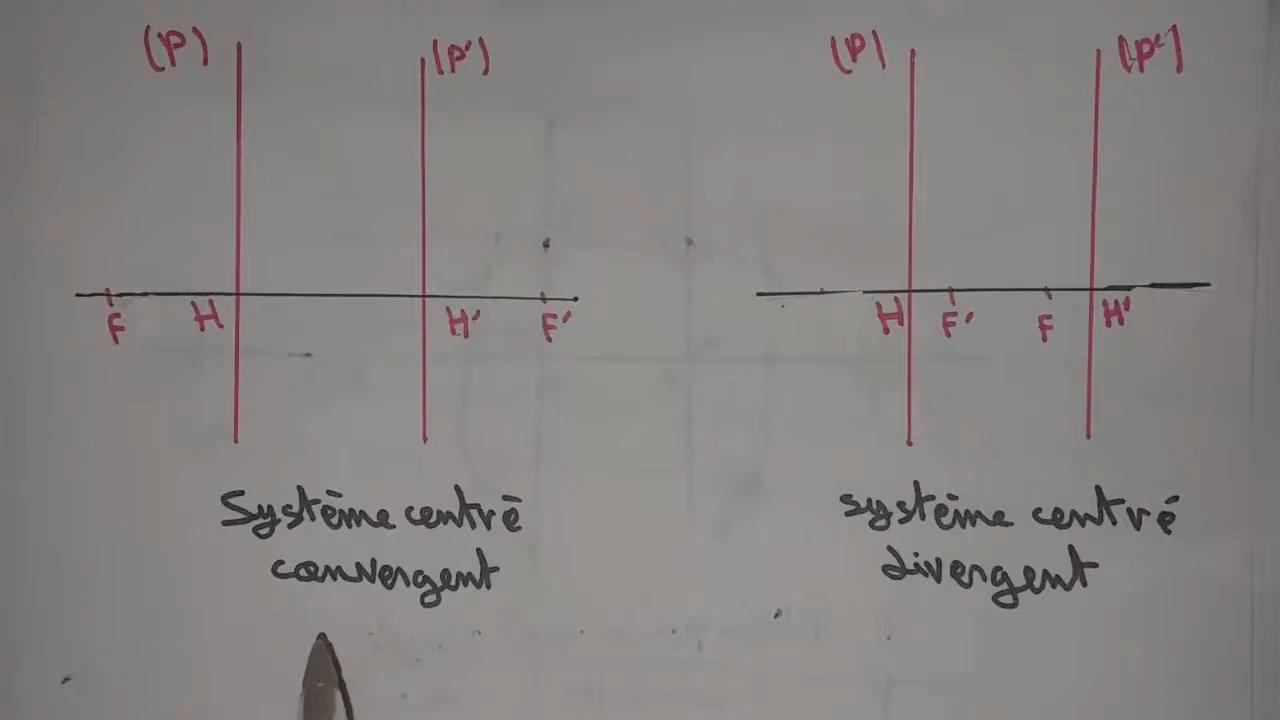 (P) (P')
F H H' F'
Système centré
convergent
(P) (P')
H F' F H'
système centré
divergent